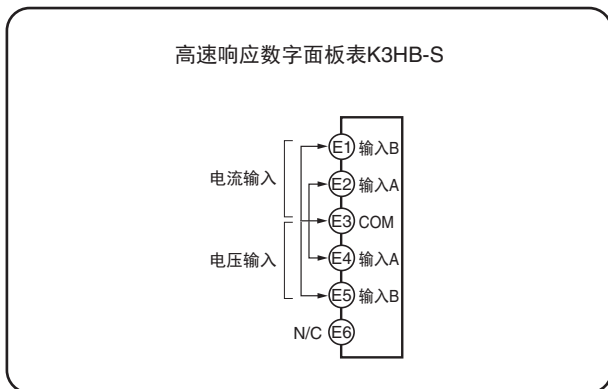 高速响应数字面板表K3HB-S
E1 输入B
电流输入
E2 输入A
E3 COM
电压输入
E4 输入A
E5 输入B
N/C E6